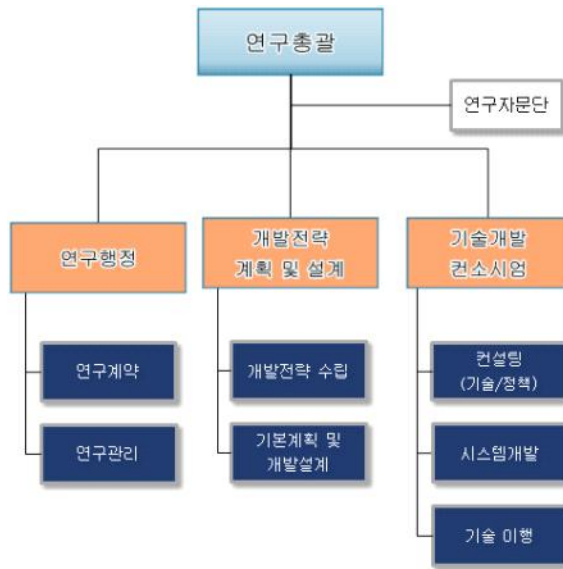 연구총괄
연구자문단
연구행정
개발전략
계획 및 설계
기술개발
컨소시엄
연구계약
개발전략 수립
컨설팅
(기술/정책)
연구관리
기본계획 및
개발설계
시스템개발
기술 이행